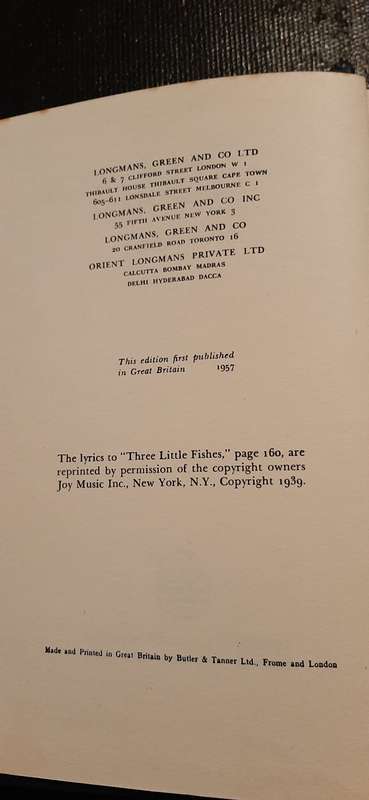 LONGMANS, GREEN AND CO LTD
6 & 7 CLIFFORD STREET LONDON W 1
THIBAULT HOUSE THIBAULT SQUARE CAPE TOWN
605-611 LONSDALE STREET MELBOURNE C 1
LONGMANS, GREEN AND CO INC
55 FIFTH AVENUE NEW YORK 3
LONGMANS, GREEN AND CO
20 CRANFIELD ROAD TORONTO 16
ORIENT LONGMANS PRIVATE LTD
CALCUTTA BOMBAY MADRAS
DELHI HYDERABAD DACCA
This edition first published
in Great Britain 1957
The lyrics to "Three Little Fishes," page 160, are
reprinted by permission of the copyright owners
Joy Music Inc., New York, N.Y., Copyright 1939.
Made and Printed in Great Britain by Butler & Tanner Ltd., Frome and London